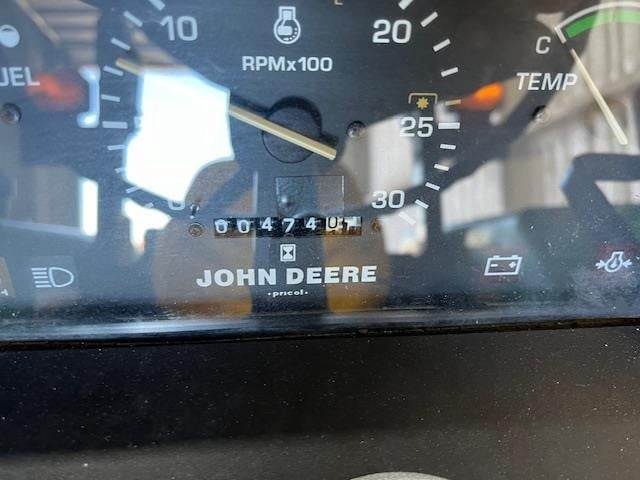 10
20
RPMx100
C
UEL
TEMP
25
30
0047401
JOHN DEERE
pricol